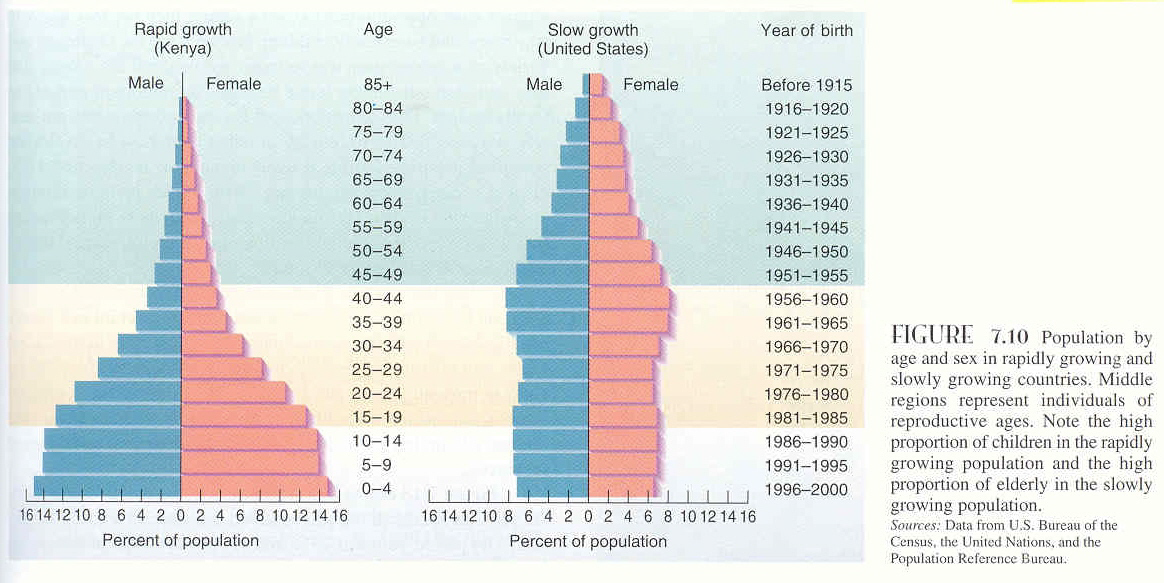 Rapid growth
(Kenya)
Age
Slow growth
(United States)
Year of birth
Male
Female
85+
Male
Female
Before 1915
80–84
1916–1920
75–79
1921–1925
70–74
1926–1930
65–69
1931–1935
60–64
1936–1940
55–59
1941–1945
50–54
1946–1950
45–49
1951–1955
40–44
1956–1960
35–39
1961–1965
30–34
1966–1970
25–29
1971–1975
20–24
1976–1980
15–19
1981–1985
10–14
1986–1990
5–9
1991–1995
0–4
1996–2000
16 14 12 10 8 6 4 2 0 2 4 6 8 10 12 14 16
16 14 12 10 8 6 4 2 0 2 4 6 8 10 12 14 16
Percent of population
Percent of population
FIGURE 7.10 Population by
age and sex in rapidly growing and
slowly growing countries. Middle
regions represent individuals of
reproductive ages. Note the high
proportion of children in the rapidly
growing population and the high
proportion of elderly in the slowly
growing population.
Sources: Data from U.S. Bureau of the
Census, the United Nations, and the
Population Reference Bureau.